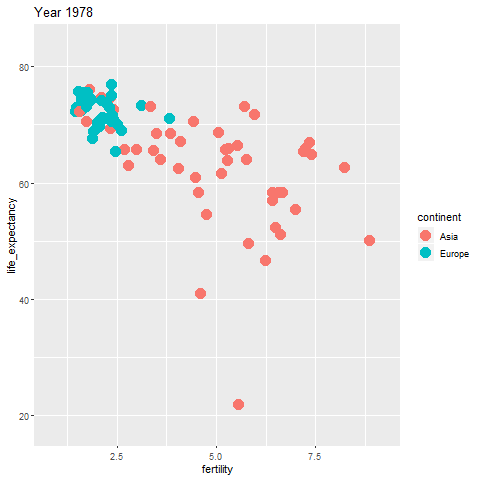 Year 1978
80
60
40
20
life_expectancy
2.5
5.0
7.5
fertility
continent
Asia
Europe